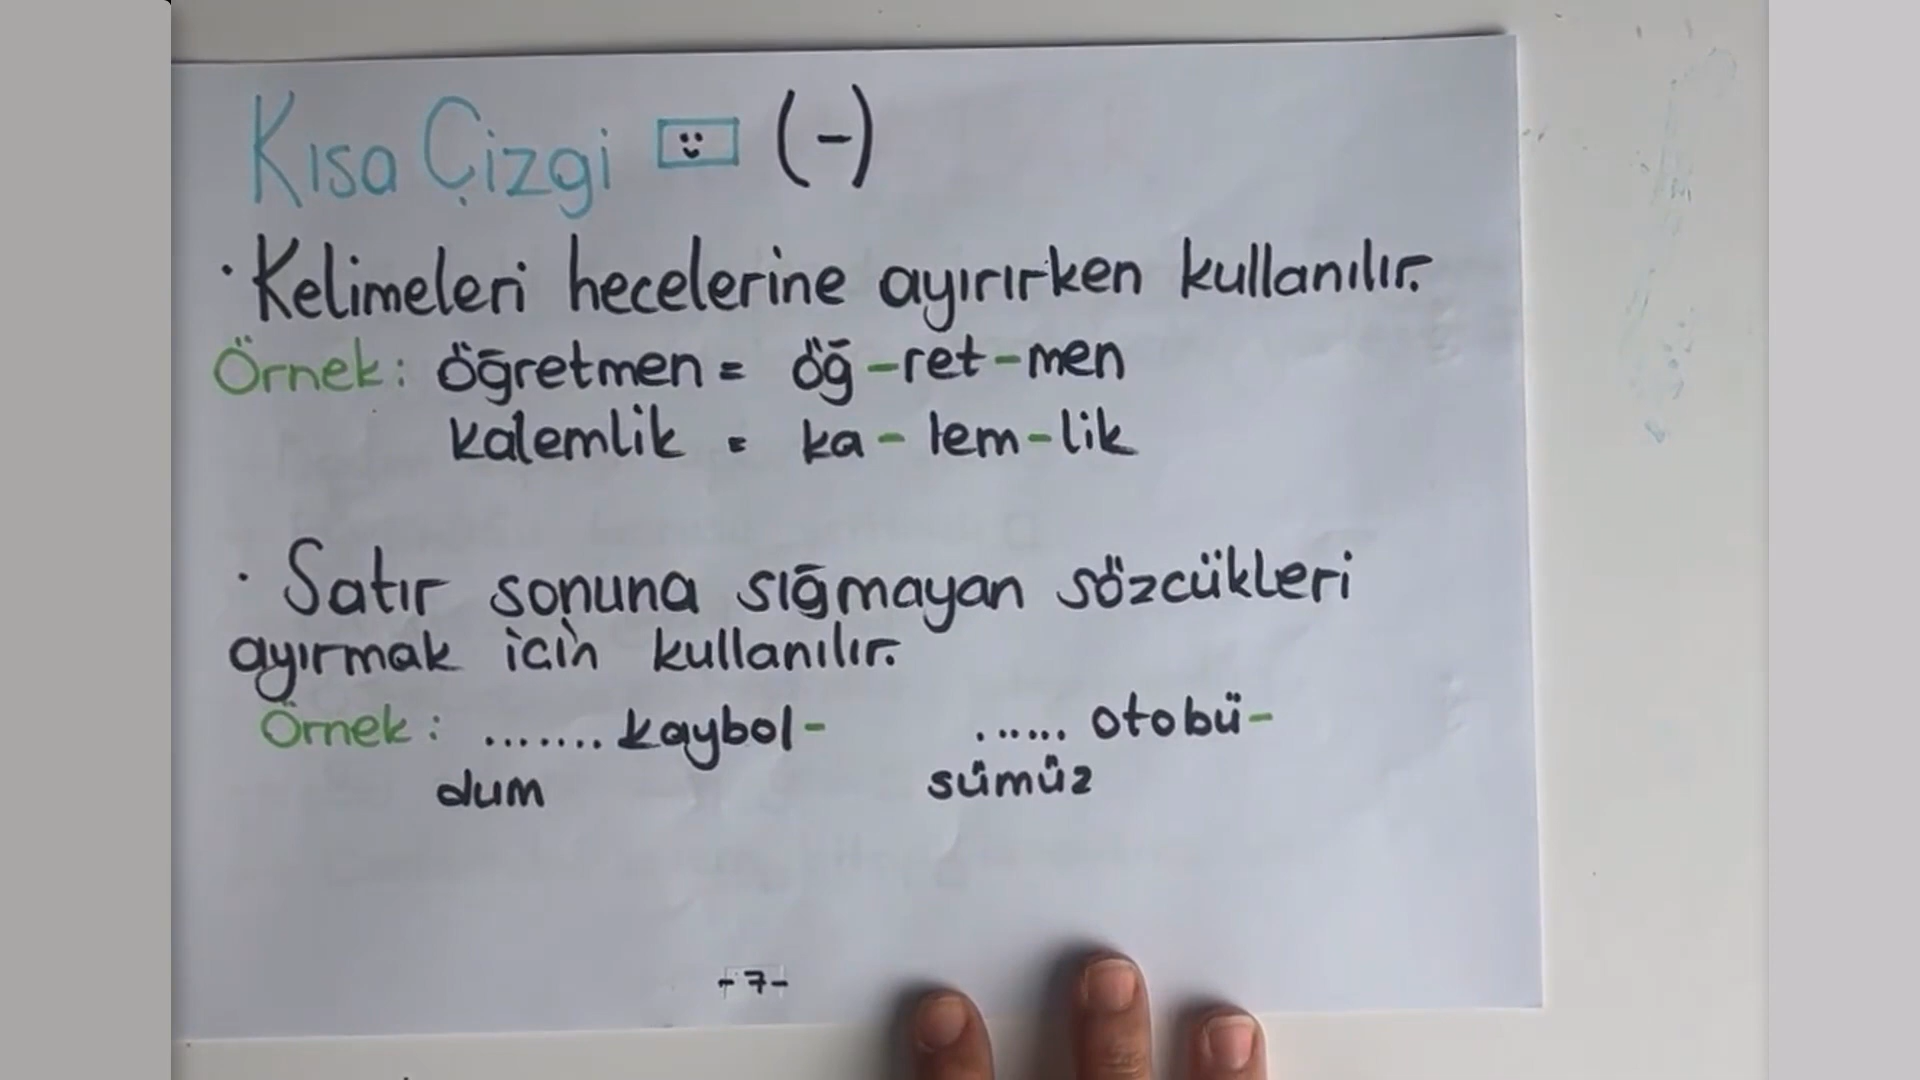 Kısa Çizgi (-)
· Kelimeleri hecelerine ayırırken kullanılır.
Örnek: öğretmen = öğ-ret-men
kalemlik = ka-lem-lik
· Satır sonuna sığmayan sözcükleri
ayırmak için kullanılır.
Örnek: ....... kaybol- ...... otobü-
dum sümüz
-7-